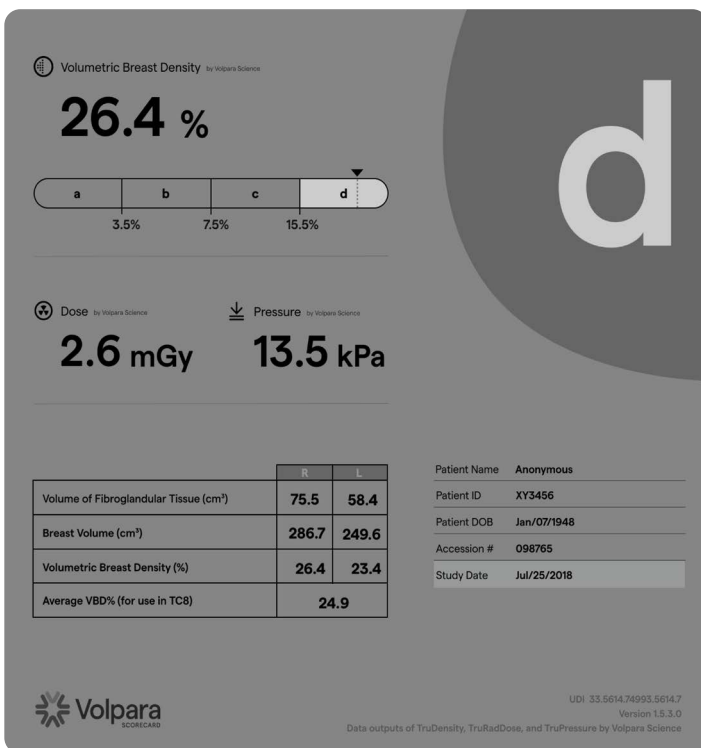 Volumetric Breast Density by Volpara Science
26.4 %
d
a b c d
3.5% 7.5% 15.5%
Dose by Volpara Science
2.6 mGy
Pressure by Volpara Science
13.5 kPa
R L
Volume of Fibroglandular Tissue (cm³) 75.5 58.4
Breast Volume (cm³) 286.7 249.6
Volumetric Breast Density (%) 26.4 23.4
Average VBD% (for use in TC8) 24.9
Patient Name Anonymous
Patient ID XY3456
Patient DOB Jan/07/1948
Accession # 098765
Study Date Jul/25/2018
Volpara
SCORECARD
UDI 33.5614.74993.5614.7
Version 1.5.3.0
Data outputs of TruDensity, TruRadDose, and TruPressure by Volpara Science